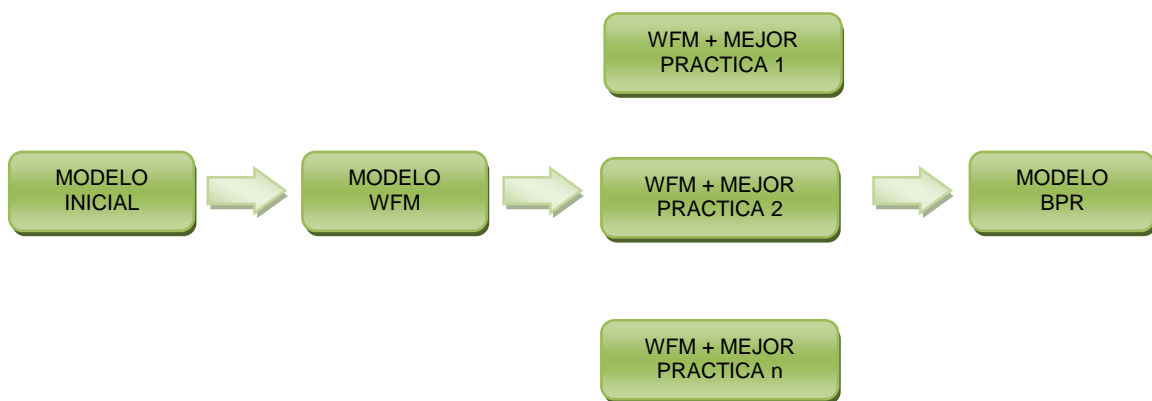 MODELO
INICIAL
MODELO
WFM
WFM + MEJOR
PRACTICA 1
WFM + MEJOR
PRACTICA 2
WFM + MEJOR
PRACTICA n
MODELO
BPR